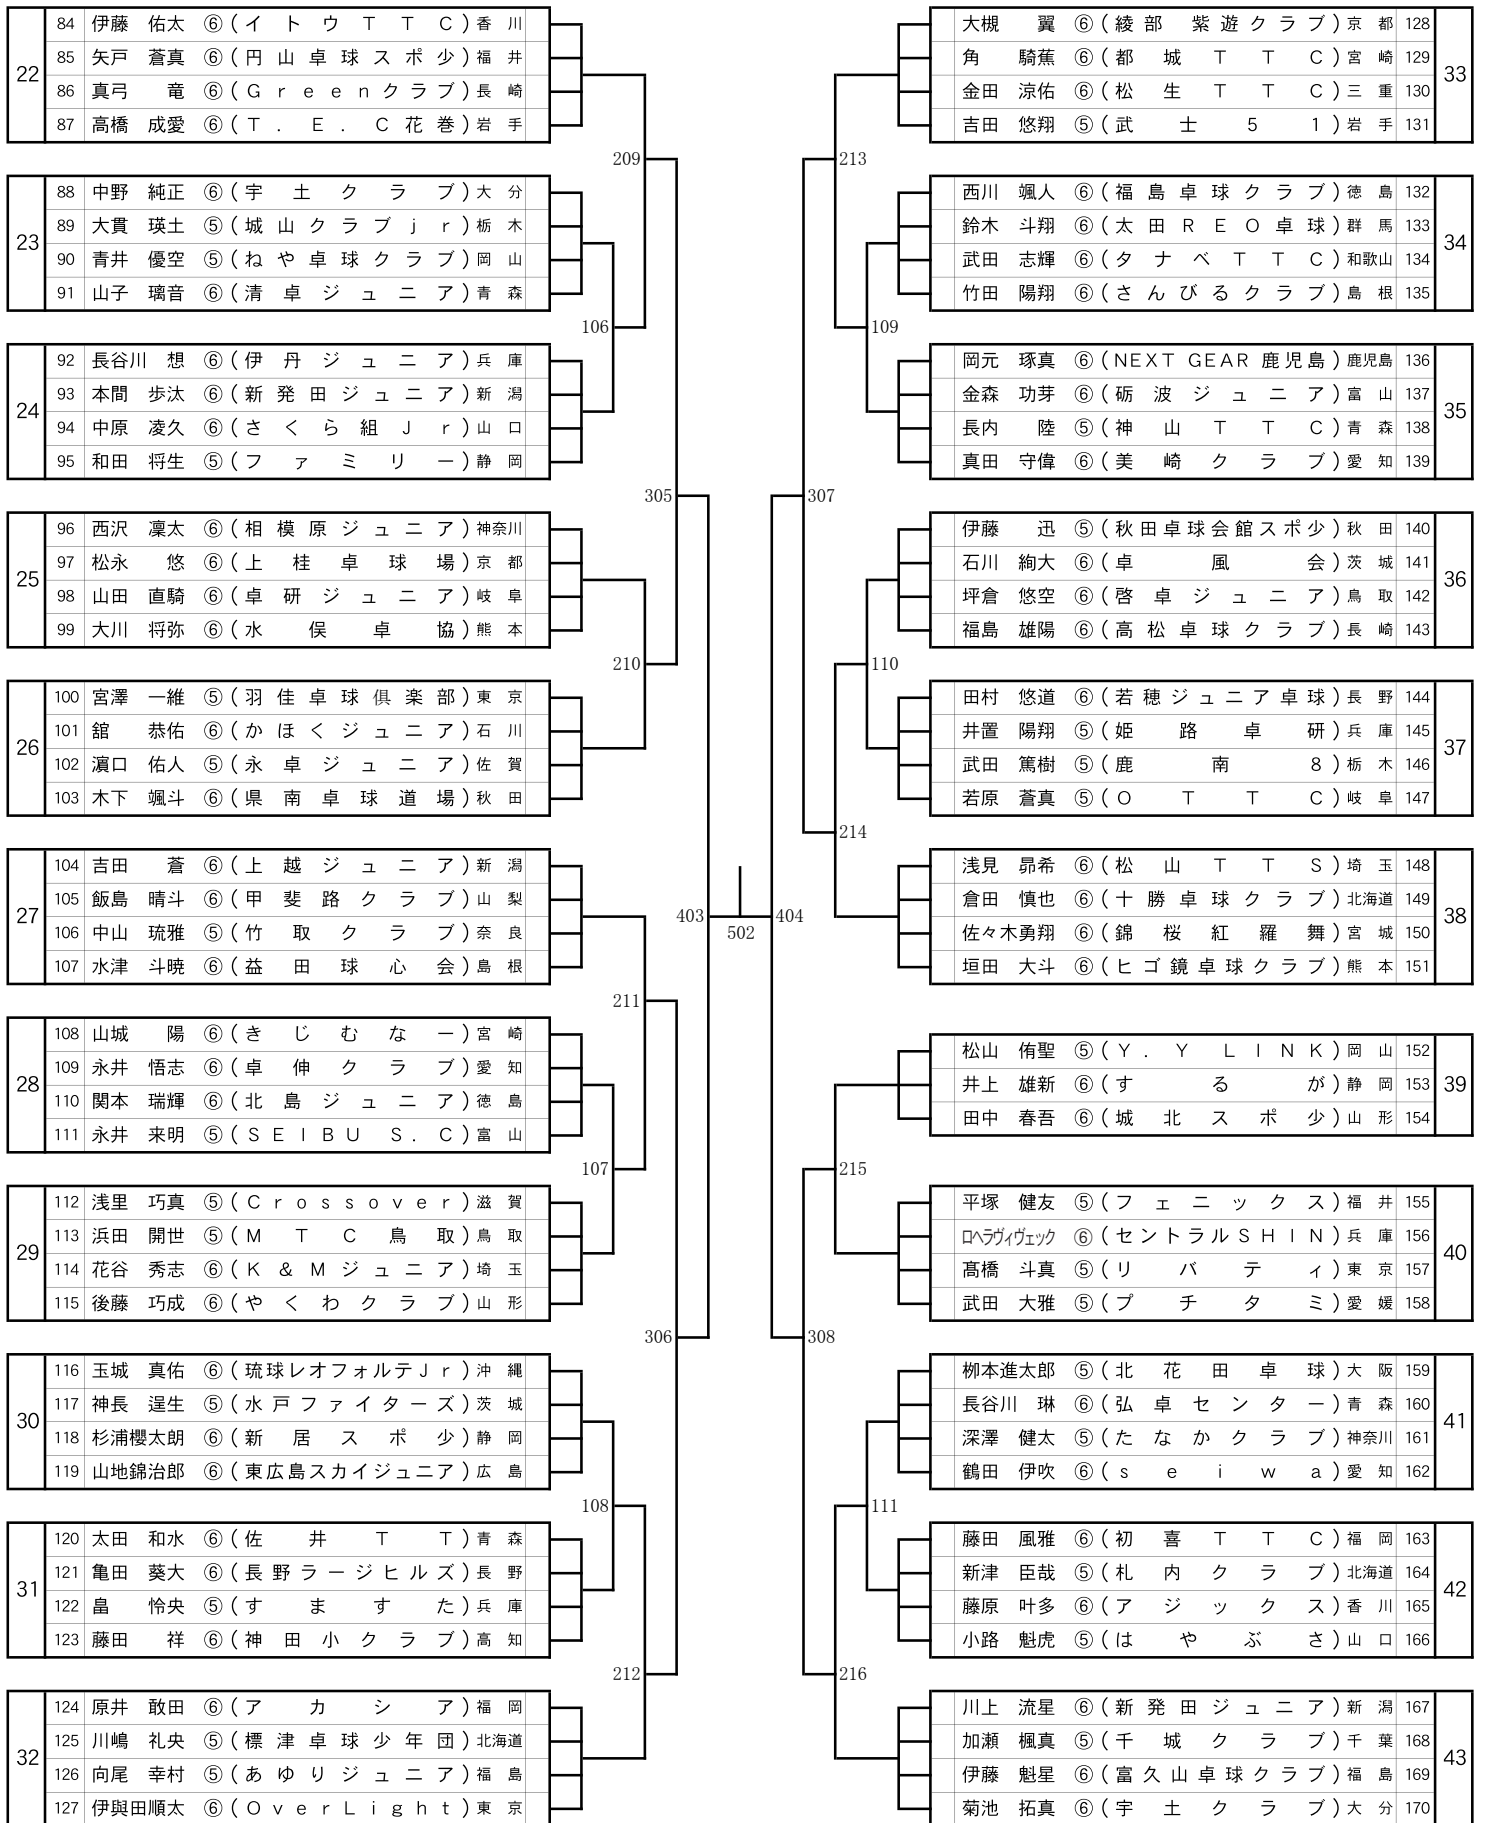 22
84 伊藤 佑太 ⑥(イトウTTC)香川
85 矢戸 蒼真 ⑥(円山卓球スポ少)福井
86 真弓 竜 ⑥(Greenクラブ)長崎
87 高橋 成愛 ⑥(T.E.C花巻)岩手
209
23
88 中野 純正 ⑥(宇土クラブ)大分
89 大貫 瑛土 ⑤(城山クラブjr)栃木
90 青井 優空 ⑤(ねや卓球クラブ)岡山
91 山子 璃音 ⑥(清卓ジュニア)青森
106
24
92 長谷川 想 ⑥(伊丹ジュニア)兵庫
93 本間 歩汰 ⑥(新発田ジュニア)新潟
94 中原 凌久 ⑥(さくら組Jr)山口
95 和田 将生 ⑤(ファミリー)静岡
305
25
96 西沢 凜太 ⑥(相模原ジュニア)神奈川
97 松永 悠 ⑥(上桂卓球場)京都
98 山田 直騎 ⑥(卓研ジュニア)岐阜
99 大川 将弥 ⑥(水俣卓協)熊本
210
26
100 宮澤 一維 ⑤(羽佳卓球倶楽部)東京
101 舘 恭佑 ⑥(かほくジュニア)石川
102 濵口 佑人 ⑤(永卓ジュニア)佐賀
103 木下 颯斗 ⑥(県南卓球道場)秋田
27
104 吉田 蒼 ⑥(上越ジュニア)新潟
105 飯島 晴斗 ⑥(甲斐路クラブ)山梨
106 中山 琉雅 ⑤(竹取クラブ)奈良
107 水津 斗暁 ⑥(益田球心会)島根
403
502
404
211
28
108 山城 陽 ⑥(きじむなー)宮崎
109 永井 悟志 ⑥(卓伸クラブ)愛知
110 関本 瑞輝 ⑥(北島ジュニア)徳島
111 永井 来明 ⑤(SEIBU S.C)富山
107
29
112 浅里 巧真 ⑤(Crossover)滋賀
113 浜田 開世 ⑤(MTC鳥取)鳥取
114 花谷 秀志 ⑥(K&Mジュニア)埼玉
115 後藤 巧成 ⑥(やくわクラブ)山形
306
30
116 玉城 真佑 ⑥(琉球レオフォルテJr)沖縄
117 神長 逞生 ⑤(水戸ファイターズ)茨城
118 杉浦櫻太朗 ⑥(新居スポ少)静岡
119 山地錦治郎 ⑥(東広島スカイジュニア)広島
108
31
120 太田 和水 ⑥(佐井TT)青森
121 亀田 葵大 ⑥(長野ラージヒルズ)長野
122 畠 怜央 ⑤(すますた)兵庫
123 藤田 祥 ⑥(神田小クラブ)高知
212
32
124 原井 敢田 ⑥(アカシア)福岡
125 川嶋 礼央 ⑤(標津卓球少年団)北海道
126 向尾 幸村 ⑤(あゆりジュニア)福島
127 伊與田順太 ⑥(OverLight)東京
大槻 翼 ⑥(綾部 紫遊クラブ)京都 128
角 騎蕉 ⑥(都城TTC)宮崎 129
金田 涼佑 ⑥(松生TTC)三重 130
吉田 悠翔 ⑤(武士51)岩手 131
33
213
西川 颯人 ⑥(福島卓球クラブ)徳島 132
鈴木 斗翔 ⑥(太田REO卓球)群馬 133
武田 志輝 ⑥(タナベTTC)和歌山 134
竹田 陽翔 ⑥(さんびるクラブ)島根 135
34
109
岡元 琢真 ⑥(NEXT GEAR 鹿児島)鹿児島 136
金森 功芽 ⑥(砺波ジュニア)富山 137
長内 陸 ⑤(神山TTC)青森 138
真田 守偉 ⑥(美崎クラブ)愛知 139
35
307
伊藤 迅 ⑤(秋田卓球会館スポ少)秋田 140
石川 絢大 ⑥(卓風会)茨城 141
坪倉 悠空 ⑥(啓卓ジュニア)鳥取 142
福島 雄陽 ⑥(高松卓球クラブ)長崎 143
36
110
田村 悠道 ⑥(若穂ジュニア卓球)長野 144
井置 陽翔 ⑤(姫路卓研)兵庫 145
武田 篤樹 ⑤(鹿南8)栃木 146
若原 蒼真 ⑤(OTTC)岐阜 147
37
214
浅見 昴希 ⑥(松山TTS)埼玉 148
倉田 慎也 ⑥(十勝卓球クラブ)北海道 149
佐々木勇翔 ⑥(錦桜紅羅舞)宮城 150
垣田 大斗 ⑥(ヒゴ鏡卓球クラブ)熊本 151
38
松山 侑聖 ⑤(Y.Y LINK)岡山 152
井上 雄新 ⑥(するが)静岡 153
田中 春吾 ⑥(城北スポ少)山形 154
39
215
平塚 健友 ⑤(フェニックス)福井 155
ロヘラヴィヴェック ⑥(セントラルSHIN)兵庫 156
髙橋 斗真 ⑤(リバティ)東京 157
武田 大雅 ⑤(プチタミ)愛媛 158
40
308
栁本進太郎 ⑤(北花田卓球)大阪 159
長谷川 琳 ⑥(弘卓センター)青森 160
深澤 健太 ⑤(たなかクラブ)神奈川 161
鶴田 伊吹 ⑥(seiwa)愛知 162
41
111
藤田 風雅 ⑥(初喜TTC)福岡 163
新津 臣哉 ⑤(札内クラブ)北海道 164
藤原 叶多 ⑥(アジックス)香川 165
小路 魁虎 ⑤(はやぶさ)山口 166
42
216
川上 流星 ⑥(新発田ジュニア)新潟 167
加瀬 楓真 ⑤(千城クラブ)千葉 168
伊藤 魁星 ⑥(富久山卓球クラブ)福島 169
菊池 拓真 ⑥(宇土クラブ)大分 170
43